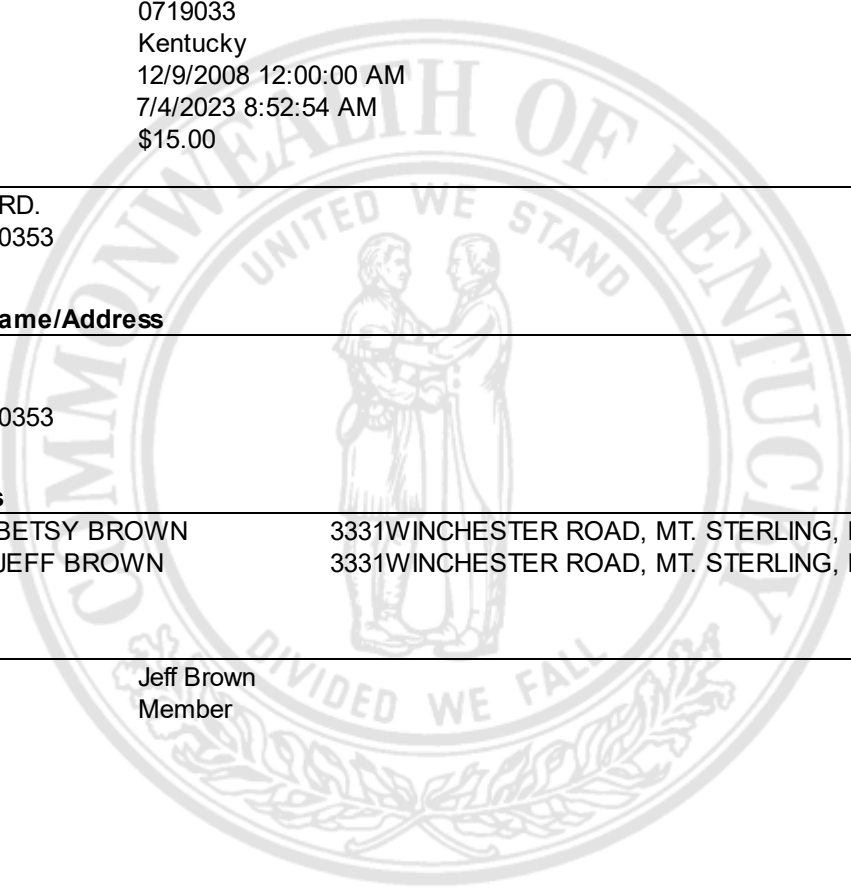 0719033
Kentucky
12/9/2008 12:00:00 AM
7/4/2023 8:52:54 AM
$15.00
RD.
0353
ame/Address
0353
s
BETSY BROWN 3331WINCHESTER ROAD, MT. STERLING,
JEFF BROWN 3331WINCHESTER ROAD, MT. STERLING,
Jeff Brown
Member
COMMONWEALTH OF KENTUCKY
UNITED WE STAND
DIVIDED WE FALL